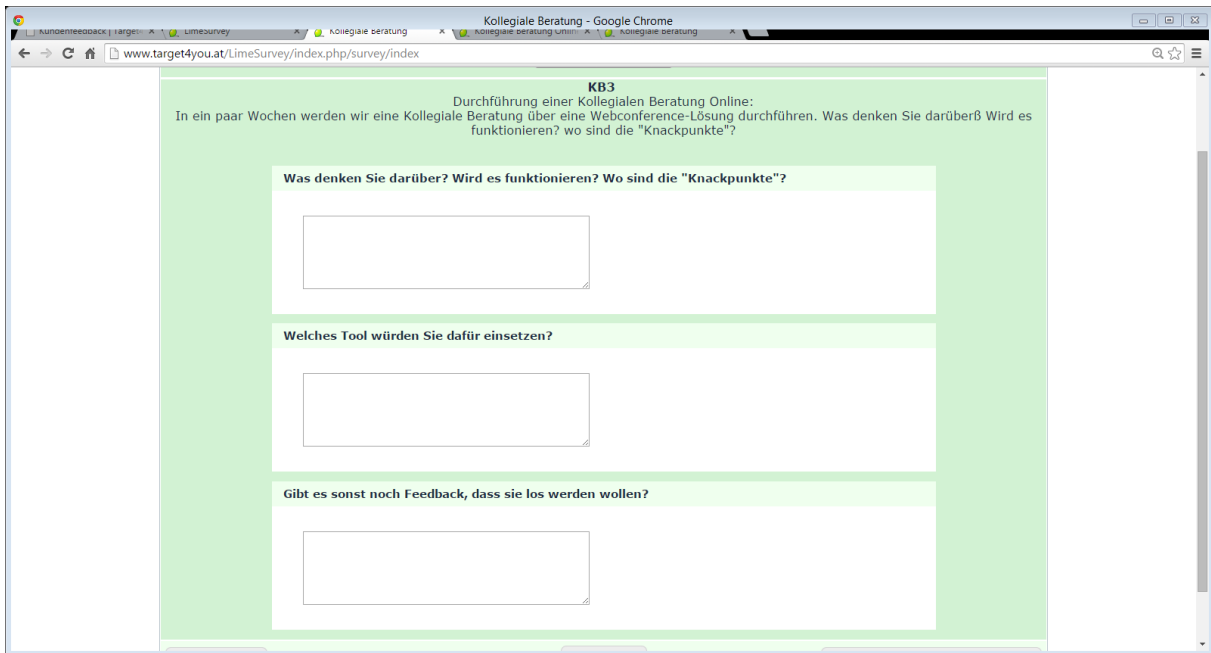 Kollegiale Beratung - Google Chrome
Kundenfeedback | Target
LimeSurvey
Kollegiale Beratung
Kollegiale Beratung Onlin
Kollegiale Beratung
www.target4you.at/LimeSurvey/index.php/survey/index
KB3
Durchführung einer Kollegialen Beratung Online:
In ein paar Wochen werden wir eine Kollegiale Beratung über eine Webconference-Lösung durchführen. Was denken Sie darüberß Wird es
funktionieren? wo sind die "Knackpunkte"?
Was denken Sie darüber? Wird es funktionieren? Wo sind die "Knackpunkte"?
Welches Tool würden Sie dafür einsetzen?
Gibt es sonst noch Feedback, dass sie los werden wollen?